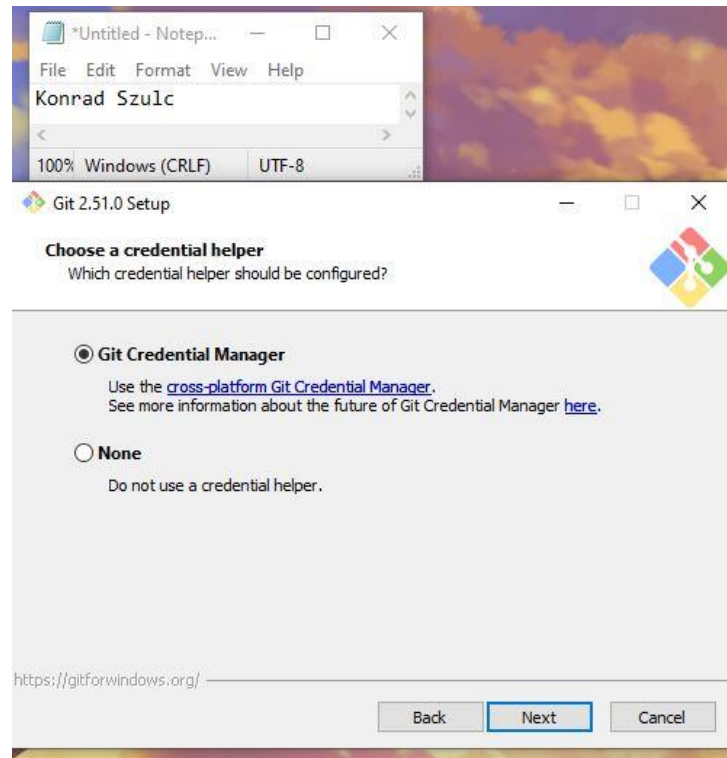 *Untitled - Notep...
File Edit Format View Help
Konrad Szulc
100% Windows (CRLF) UTF-8
Git 2.51.0 Setup
Choose a credential helper
Which credential helper should be configured?
Git Credential Manager
Use the cross-platform Git Credential Manager.
See more information about the future of Git Credential Manager here.
None
Do not use a credential helper.
https://gitforwindows.org/
Back Next Cancel